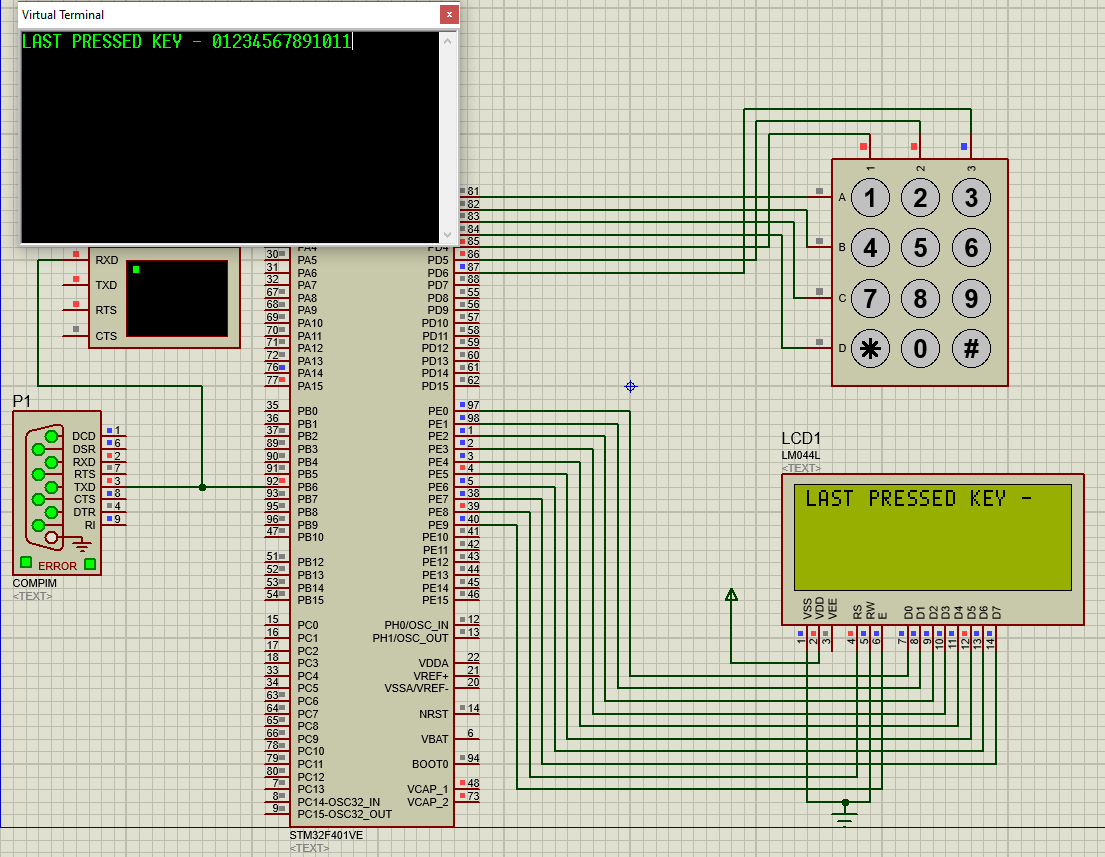 Virtual Terminal
x
LAST PRESSED KEY - 01234567891011
RXD
TXD
RTS
CTS
P1
DCD 1
DSR 6
RXD 2
RTS 7
TXD 3
CTS 8
DTR 4
RI 9
ERROR
COMPIM
<TEXT>
PA4
30 PA5
31 PA6
32 PA7
67 PA8
68 PA9
69 PA10
70 PA11
71 PA12
72 PA13
76 PA14
77 PA15
35 PB0
36 PB1
37 PB2
89 PB3
90 PB4
91 PB5
92 PB6
93 PB7
95 PB8
96 PB9
47 PB10
51 PB12
52 PB13
53 PB14
54 PB15
15 PC0
16 PC1
17 PC2
18 PC3
33 PC4
34 PC5
63 PC6
64 PC7
65 PC8
66 PC9
78 PC10
79 PC11
80 PC12
7 PC13
8 PC14-OSC32_IN
9 PC15-OSC32_OUT
81
82
83
84
PD4 85
PD5 86
PD6 87
PD7 88
PD8 55
PD9 56
PD10 57
PD11 58
PD12 59
PD13 60
PD14 61
PD15 62
PE0 97
PE1 98
PE2 1
PE3 2
PE4 3
PE5 4
PE6 5
PE7 38
PE8 39
PE9 40
PE10 41
PE11 42
PE12 43
PE13 44
PE14 45
PE15 46
PH0/OSC_IN 12
PH1/OSC_OUT 13
VDDA 22
VREF+ 21
VSSA/VREF- 20
NRST 14
VBAT 6
BOOT0 94
VCAP_1 48
VCAP_2 73
STM32F401VE
<TEXT>
1 2 3
A 1 2 3
B 4 5 6
C 7 8 9
D * 0 #
LCD1
LM044L
<TEXT>
LAST PRESSED KEY -
VSS VDD VEE RS RW E D0 D1 D2 D3 D4 D5 D6 D7
1 2 3 4 5 6 7 8 9 10 11 12 13 14